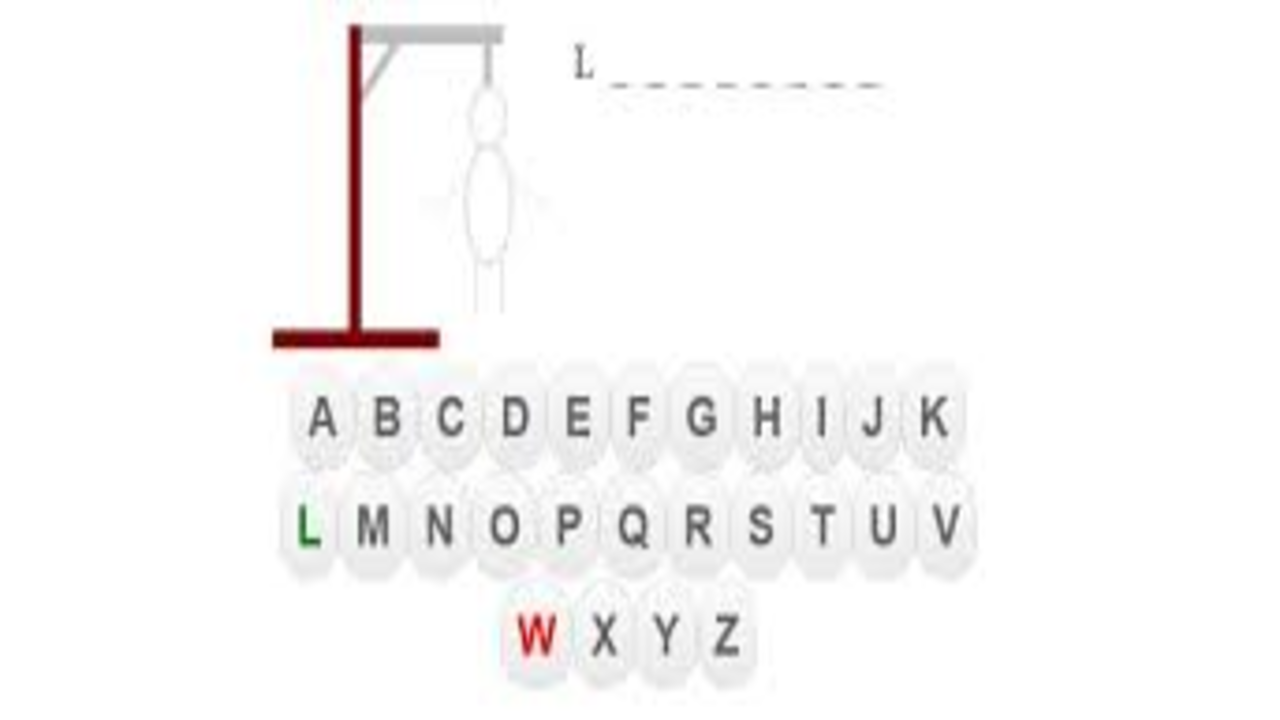 L _ _ _ _ _ _ _ _
A B C D E F G H I J K
L M N O P Q R S T U V
W X Y Z